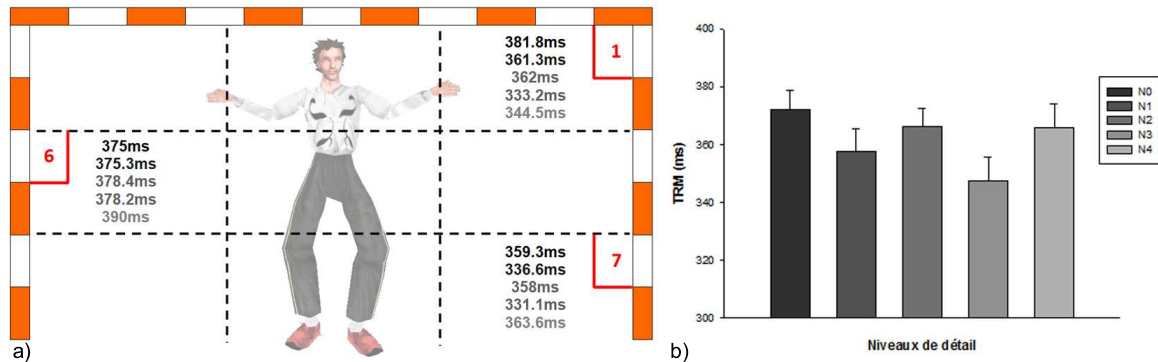 381.8ms
361.3ms
362ms
333.2ms
344.5ms
1
6
375ms
375.3ms
378.4ms
378.2ms
390ms
359.3ms
336.6ms
358ms
331.1ms
363.6ms
7
a)
400
380
360
340
320
300
TRM (ms)
Niveaux de détail
N0
N1
N2
N3
N4
b)